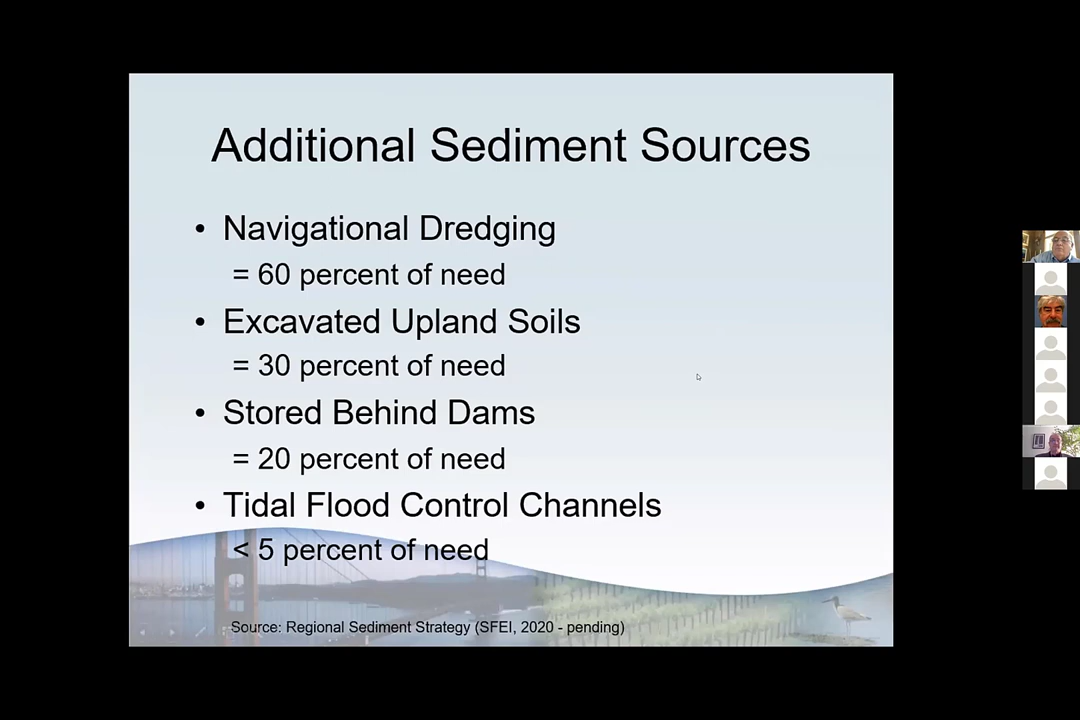 Additional Sediment Sources
• Navigational Dredging
= 60 percent of need
• Excavated Upland Soils
= 30 percent of need
• Stored Behind Dams
= 20 percent of need
• Tidal Flood Control Channels
< 5 percent of need
Source: Regional Sediment Strategy (SFEI, 2020 - pending)